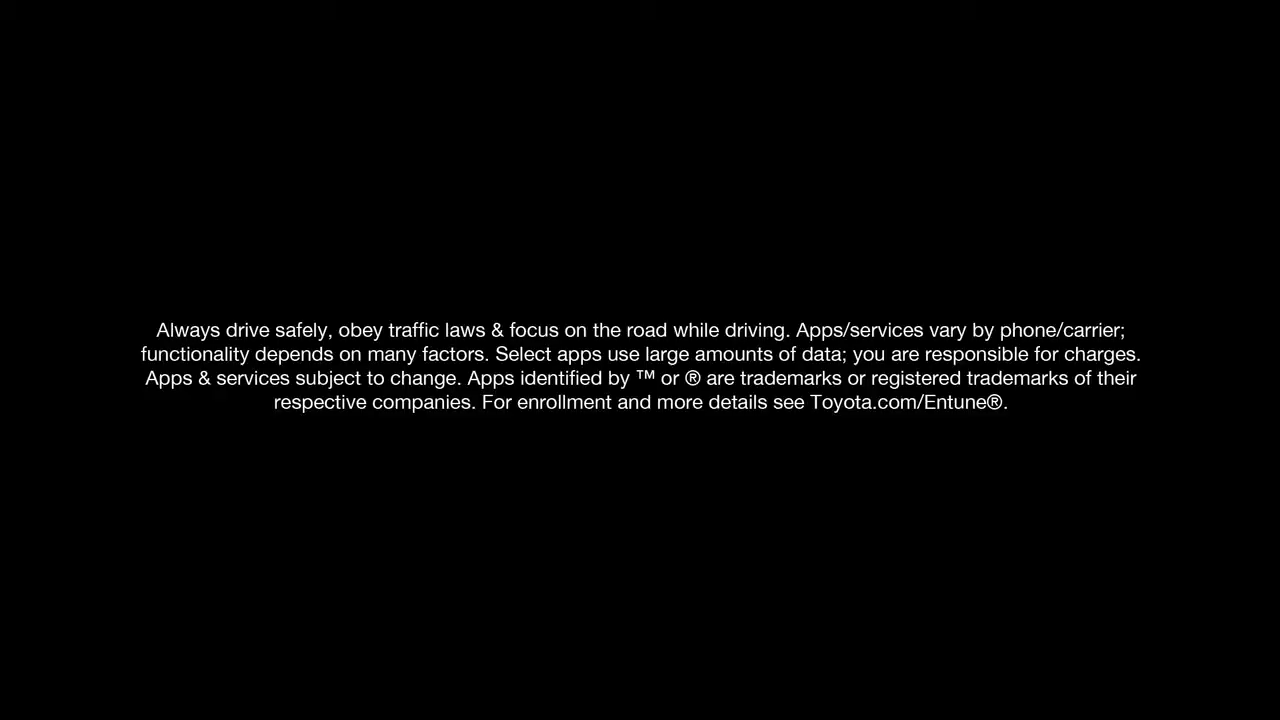 Always drive safely, obey traffic laws & focus on the road while driving. Apps/services vary by phone/carrier;
functionality depends on many factors. Select apps use large amounts of data; you are responsible for charges.
Apps & services subject to change. Apps identified by ™ or ® are trademarks or registered trademarks of their
respective companies. For enrollment and more details see Toyota.com/Entune®.